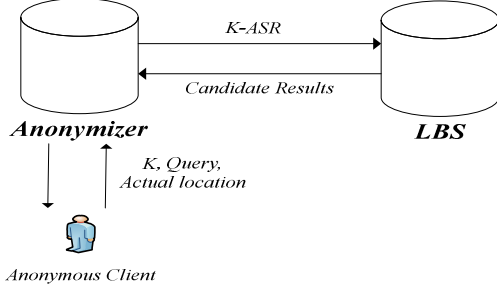 K-ASR
Candidate Results
Anonymizer
LBS
K, Query,
Actual location
Anonymous Client